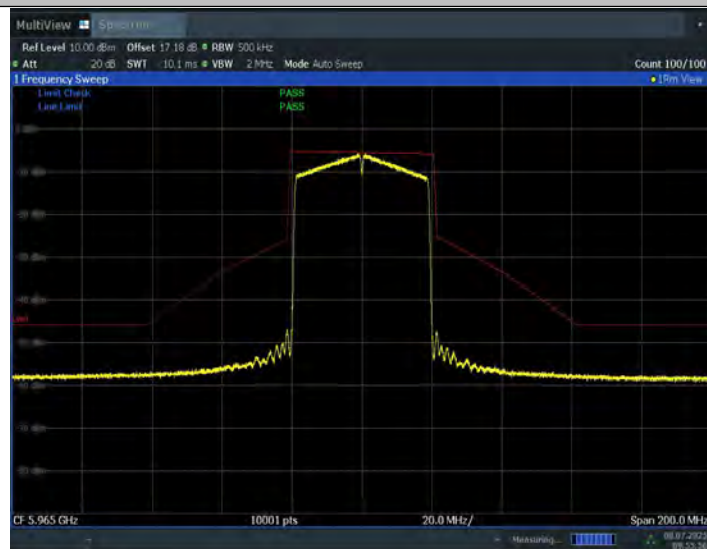 MultiView Spectrum
Ref Level 10.00 dBm Offset 17.18 dB RBW 500 kHz
Att 20 dB SWT 10.1 ms VBW 2 MHz Mode Auto Sweep Count 100/100
1 Frequency Sweep 1Rm View
Limit Check PASS
Line Limit PASS
CF 5.965 GHz 10001 pts 20.0 MHz/ Span 200.0 MHz
Measuring...